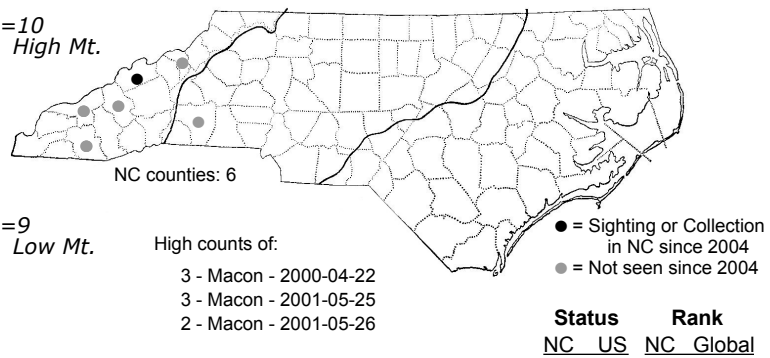 =10
High Mt.
NC counties: 6
=9
Low Mt.
High counts of:
3 - Macon - 2000-04-22
3 - Macon - 2001-05-25
2 - Macon - 2001-05-26
● = Sighting or Collection
in NC since 2004
● = Not seen since 2004
Status Rank
NC US NC Global